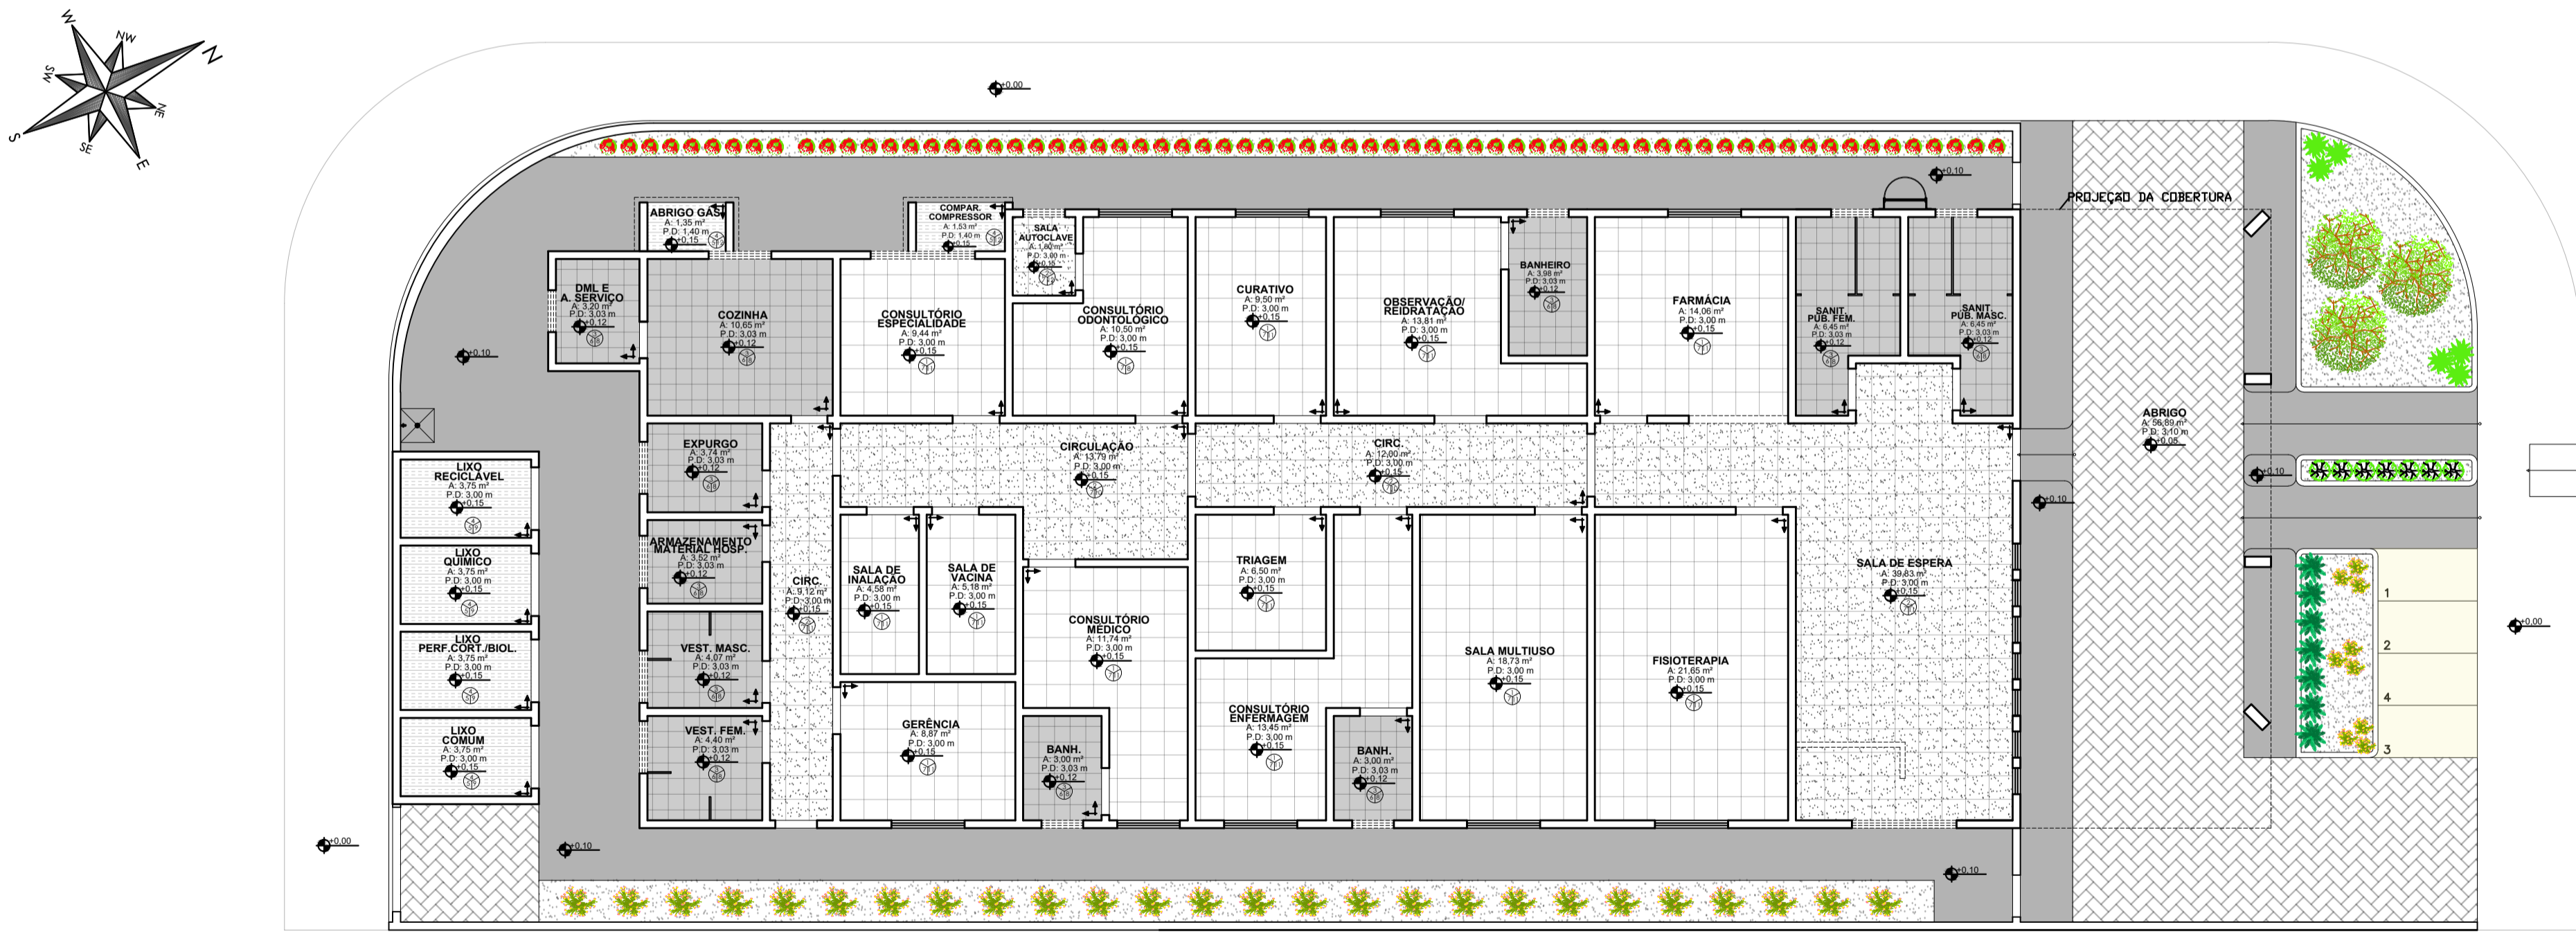 W
NW
N
SW
NE
S
SE
E
+0,00
+0,10
PROJEÇÃO DA COBERTURA
ABRIGO GAS
A: 1,35 m²
P.D: 1,40 m
+0,15
COMPAR.
COMPRESSOR
A: 1,53 m²
P.D: 1,40 m
+0,15
SALA
AUTOCLAVE
A: 1,80 m²
P.D: 3,00 m
+0,15
DML E
A. SERVIÇO
A: 3,20 m²
P.D: 3,03 m
+0,12
COZINHA
A: 10,65 m²
P.D: 3,03 m
+0,12
CONSULTÓRIO
ESPECIALIDADE
A: 9,44 m²
P.D: 3,00 m
+0,15
CONSULTÓRIO
ODONTOLÓGICO
A: 10,50 m²
P.D: 3,00 m
+0,15
CURATIVO
A: 9,50 m²
P.D: 3,00 m
+0,15
OBSERVAÇÃO/
REIDRATAÇÃO
A: 13,81 m²
P.D: 3,00 m
+0,15
BANHEIRO
A: 3,98 m²
P.D: 3,03 m
+0,12
FARMÁCIA
A: 14,06 m²
P.D: 3,00 m
+0,15
SANIT.
PÚB. FEM.
A: 6,45 m²
P.D: 3,03 m
+0,12
SANIT.
PÚB. MASC.
A: 6,45 m²
P.D: 3,03 m
+0,12
+0,10
ABRIGO
A: 56,89 m²
P.D: 3,10 m
+0,05
EXPURGO
A: 3,74 m²
P.D: 3,03 m
+0,12
CIRCULAÇÃO
A: 13,79 m²
P.D: 3,00 m
+0,15
CIRC.
A: 12,00 m²
P.D: 3,00 m
+0,15
+0,10
+0,10
LIXO
RECICLÁVEL
A: 3,75 m²
P.D: 3,00 m
+0,15
LIXO
QUÍMICO
A: 3,75 m²
P.D: 3,00 m
+0,15
LIXO
PERF.CORT./BIOL.
A: 3,75 m²
P.D: 3,00 m
+0,15
LIXO
COMUM
A: 3,75 m²
P.D: 3,00 m
+0,15
ARMAZENAMENTO
MATERIAL HOSP.
A: 3,52 m²
P.D: 3,03 m
+0,12
VEST. MASC.
A: 4,07 m²
P.D: 3,03 m
+0,12
VEST. FEM.
A: 4,40 m²
P.D: 3,03 m
+0,12
CIRC.
A: 9,12 m²
P.D: 3,00 m
+0,15
SALA DE
INALAÇÃO
A: 4,58 m²
P.D: 3,00 m
+0,15
SALA DE
VACINA
A: 5,18 m²
P.D: 3,00 m
+0,15
GERÊNCIA
A: 8,87 m²
P.D: 3,00 m
+0,15
CONSULTÓRIO
MÉDICO
A: 11,74 m²
P.D: 3,00 m
+0,15
BANH.
A: 3,00 m²
P.D: 3,03 m
+0,12
TRIAGEM
A: 6,50 m²
P.D: 3,00 m
+0,15
CONSULTÓRIO
ENFERMAGEM
A: 13,45 m²
P.D: 3,00 m
+0,15
BANH.
A: 3,00 m²
P.D: 3,03 m
+0,12
SALA MULTIUSO
A: 18,73 m²
P.D: 3,00 m
+0,15
FISIOTERAPIA
A: 21,65 m²
P.D: 3,00 m
+0,15
SALA DE ESPERA
A: 39,83 m²
P.D: 3,00 m
+0,15
1
2
4
3
+0,00
+0,00
+0,10
+0,10